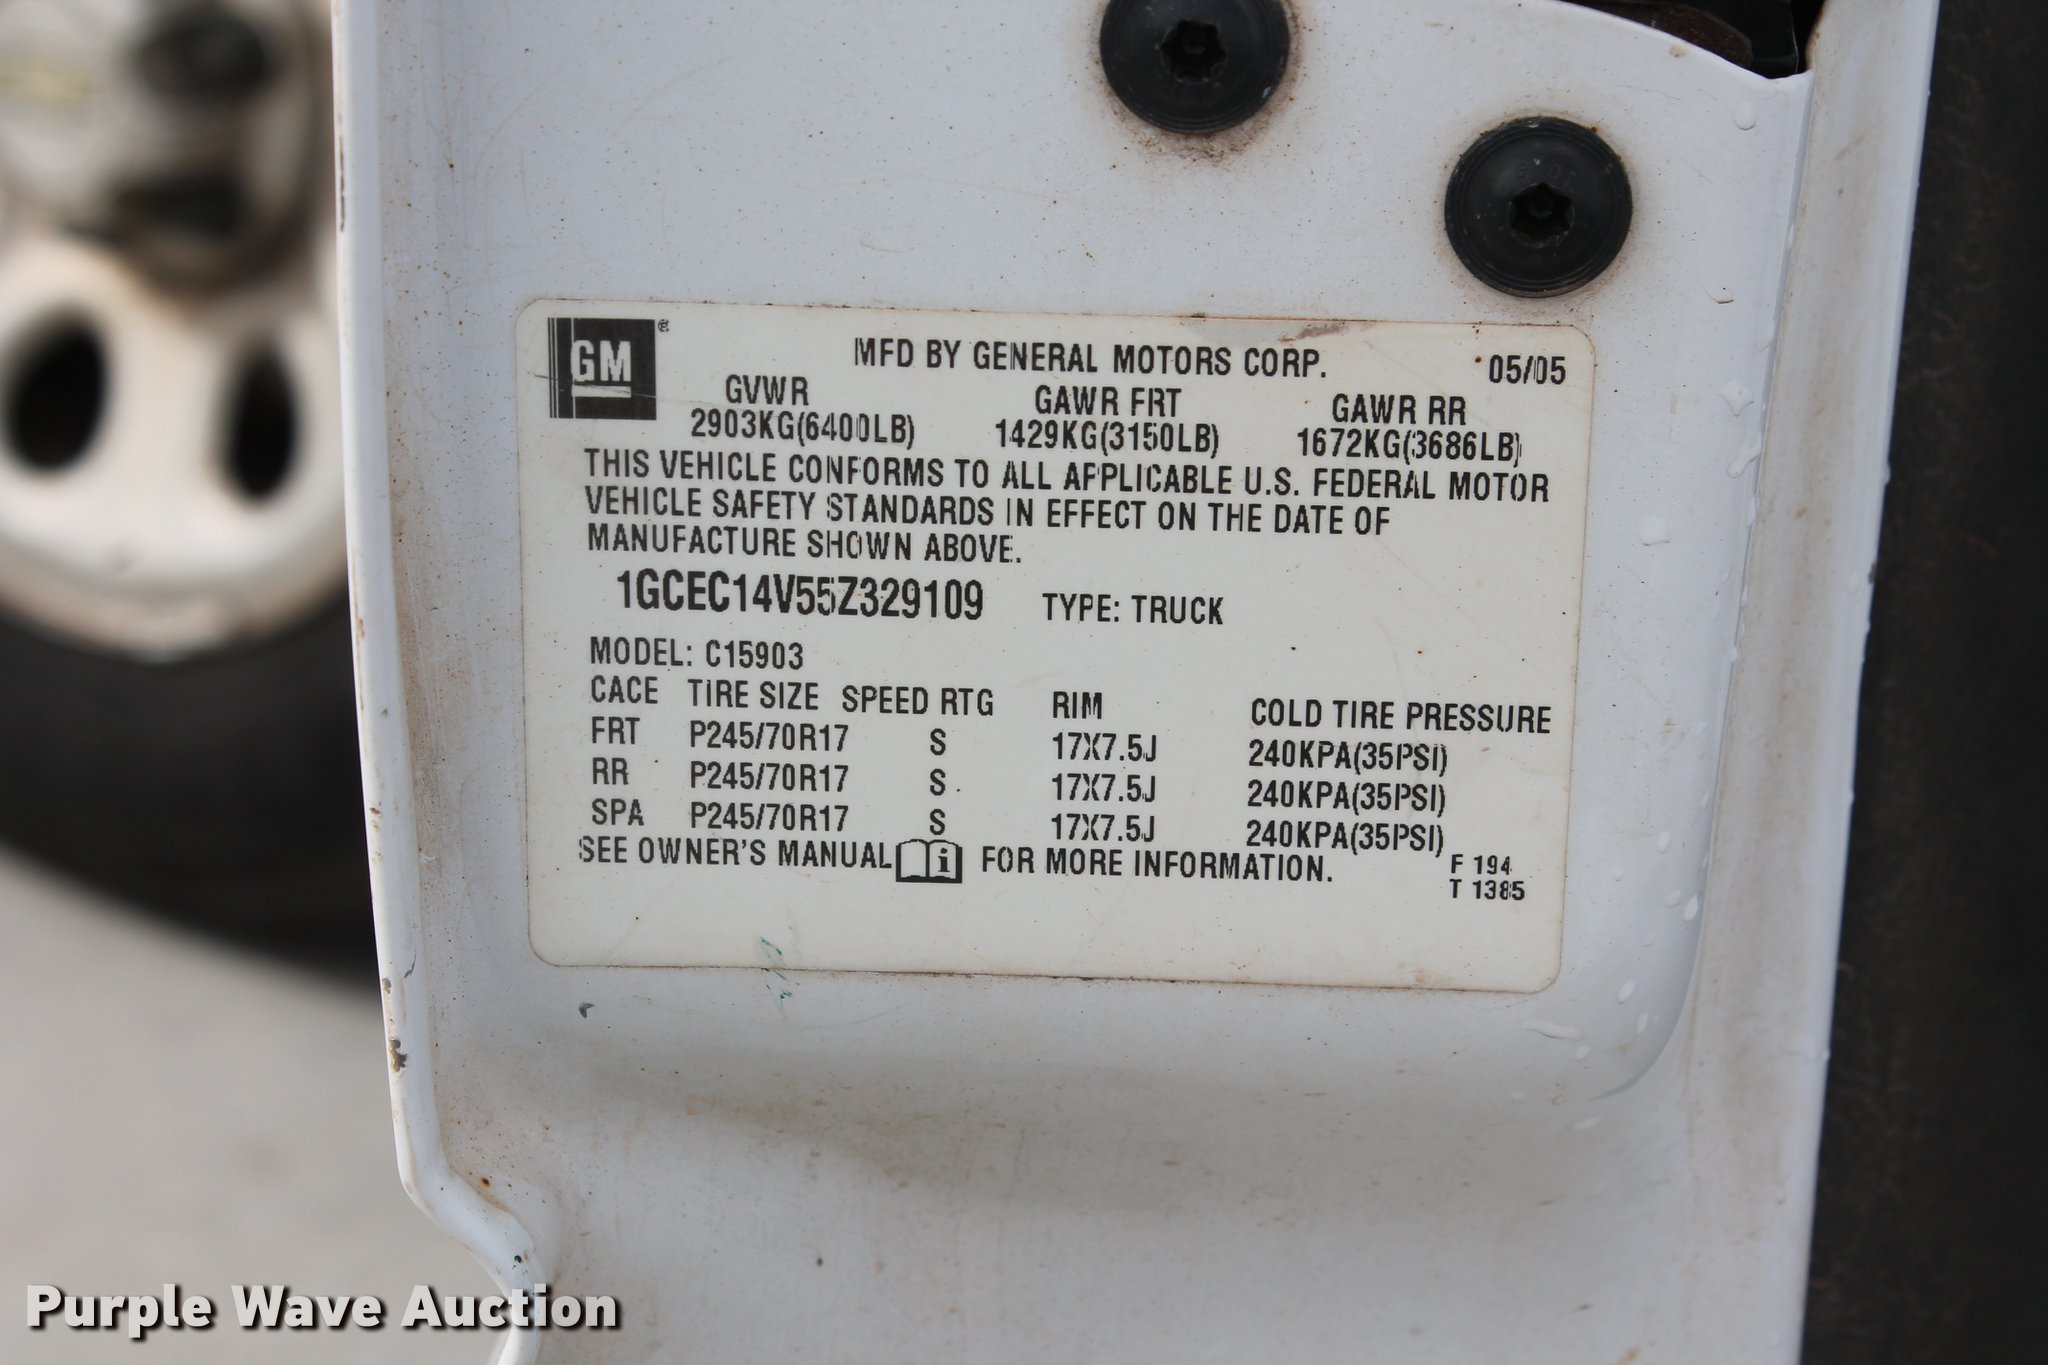 GM
MFD BY GENERAL MOTORS CORP. 05/05
GVWR GAWR FRT GAWR RR
2903KG(6400LB) 1429KG(3150LB) 1672KG(3686LB)
THIS VEHICLE CONFORMS TO ALL APPLICABLE U.S. FEDERAL MOTOR
VEHICLE SAFETY STANDARDS IN EFFECT ON THE DATE OF
MANUFACTURE SHOWN ABOVE.
1GCEC14V55Z329109 TYPE: TRUCK
MODEL: C15903
CACE TIRE SIZE SPEED RTG RIM COLD TIRE PRESSURE
FRT P245/70R17 S 17X7.5J 240KPA(35PSI)
RR P245/70R17 S 17X7.5J 240KPA(35PSI)
SPA P245/70R17 S 17X7.5J 240KPA(35PSI)
SEE OWNER'S MANUAL i FOR MORE INFORMATION.
F 194
T 1385
Purple Wave Auction